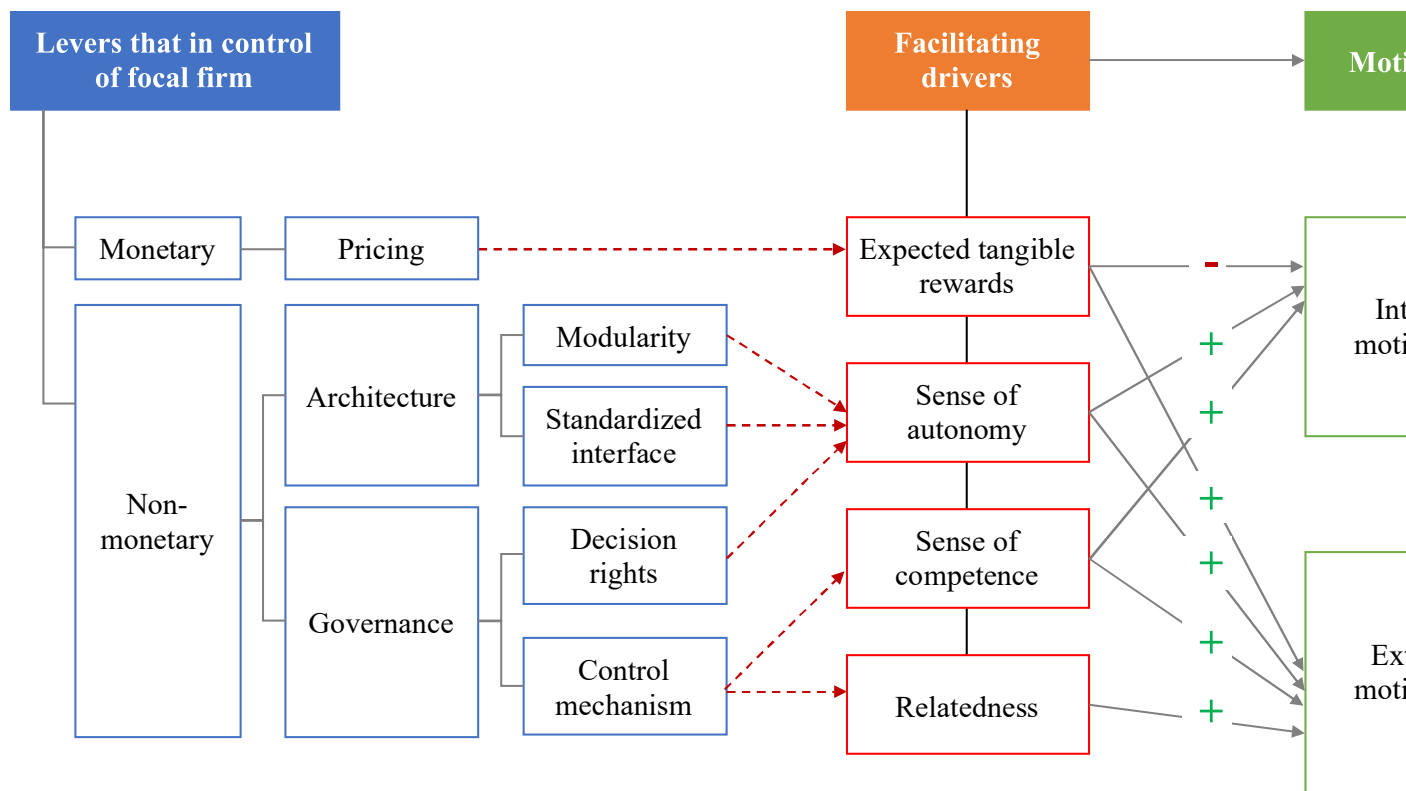 Levers that in control
of focal firm
Facilitating
drivers
Monetary
Pricing
Expected tangible
rewards
-
Modularity
+
Architecture
Sense of
autonomy
+
Standardized
interface
Non-
monetary
+
Decision
rights
Sense of
competence
+
Governance
+
Control
mechanism
Relatedness
+